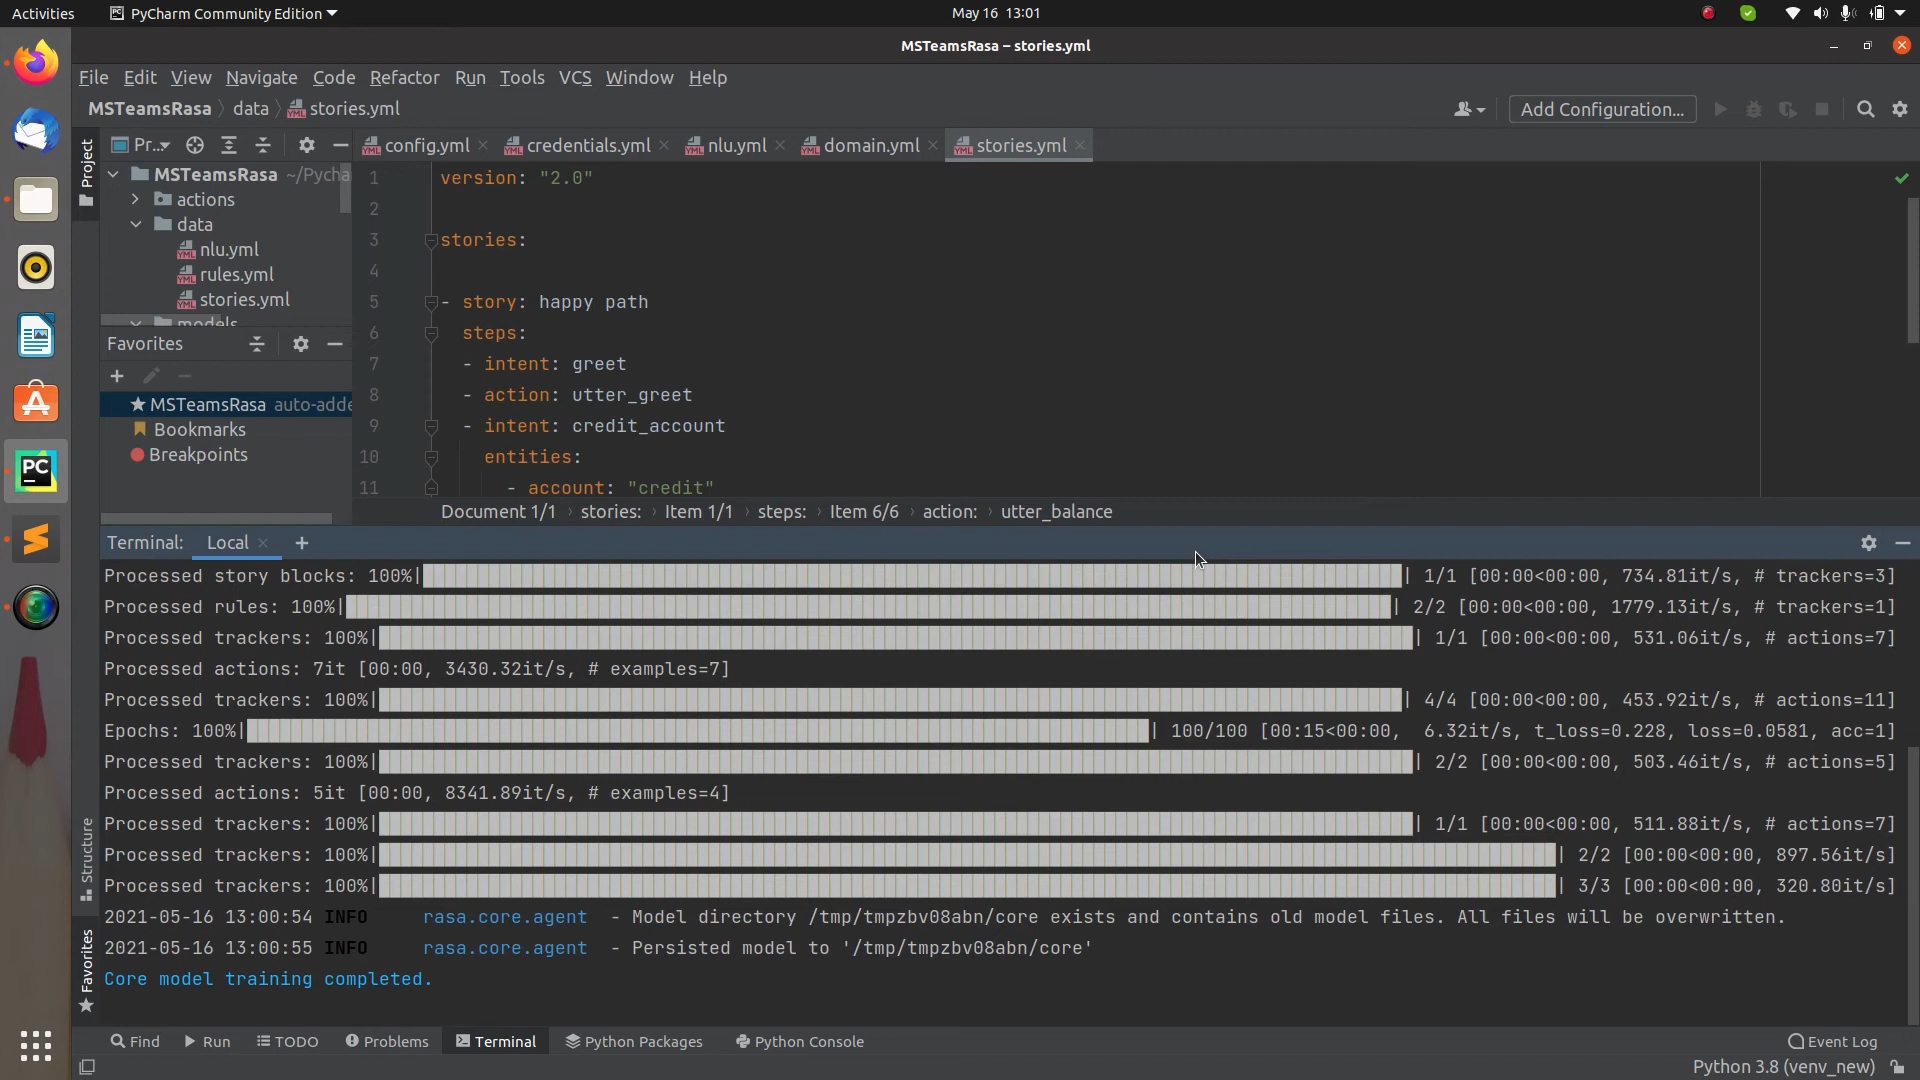 Activities PyCharm Community Edition May 16 13:01
MSTeamsRasa – stories.yml
File Edit View Navigate Code Refactor Run Tools VCS Window Help
MSTeamsRasa data stories.yml Add Configuration...
Project
Pr... config.yml credentials.yml nlu.yml domain.yml stories.yml
MSTeamsRasa ~/Pycha
actions
data
nlu.yml
rules.yml
stories.yml
models
Favorites
MSTeamsRasa auto-adde
Bookmarks
Breakpoints
1 version: "2.0"
2
3 stories:
4
5 - story: happy path
6 steps:
7 - intent: greet
8 - action: utter_greet
9 - intent: credit_account
10 entities:
11 - account: "credit"
Document 1/1 stories: Item 1/1 steps: Item 6/6 action: utter_balance
Terminal: Local
Processed story blocks: 100%| | 1/1 [00:00<00:00, 734.81it/s, # trackers=3]
Processed rules: 100%| | 2/2 [00:00<00:00, 1779.13it/s, # trackers=1]
Processed trackers: 100%| | 1/1 [00:00<00:00, 531.06it/s, # actions=7]
Processed actions: 7it [00:00, 3430.32it/s, # examples=7]
Processed trackers: 100%| | 4/4 [00:00<00:00, 453.92it/s, # actions=11]
Epochs: 100%| | 100/100 [00:15<00:00, 6.32it/s, t_loss=0.228, loss=0.0581, acc=1]
Processed trackers: 100%| | 2/2 [00:00<00:00, 503.46it/s, # actions=5]
Processed actions: 5it [00:00, 8341.89it/s, # examples=4]
Processed trackers: 100%| | 1/1 [00:00<00:00, 511.88it/s, # actions=7]
Processed trackers: 100%| | 2/2 [00:00<00:00, 897.56it/s]
Processed trackers: 100%| | 3/3 [00:00<00:00, 320.80it/s]
2021-05-16 13:00:54 INFO rasa.core.agent - Model directory /tmp/tmpzbv08abn/core exists and contains old model files. All files will be overwritten.
2021-05-16 13:00:55 INFO rasa.core.agent - Persisted model to '/tmp/tmpzbv08abn/core'
Core model training completed.
Structure
Favorites
Find Run TODO Problems Terminal Python Packages Python Console Event Log
Python 3.8 (venv_new)